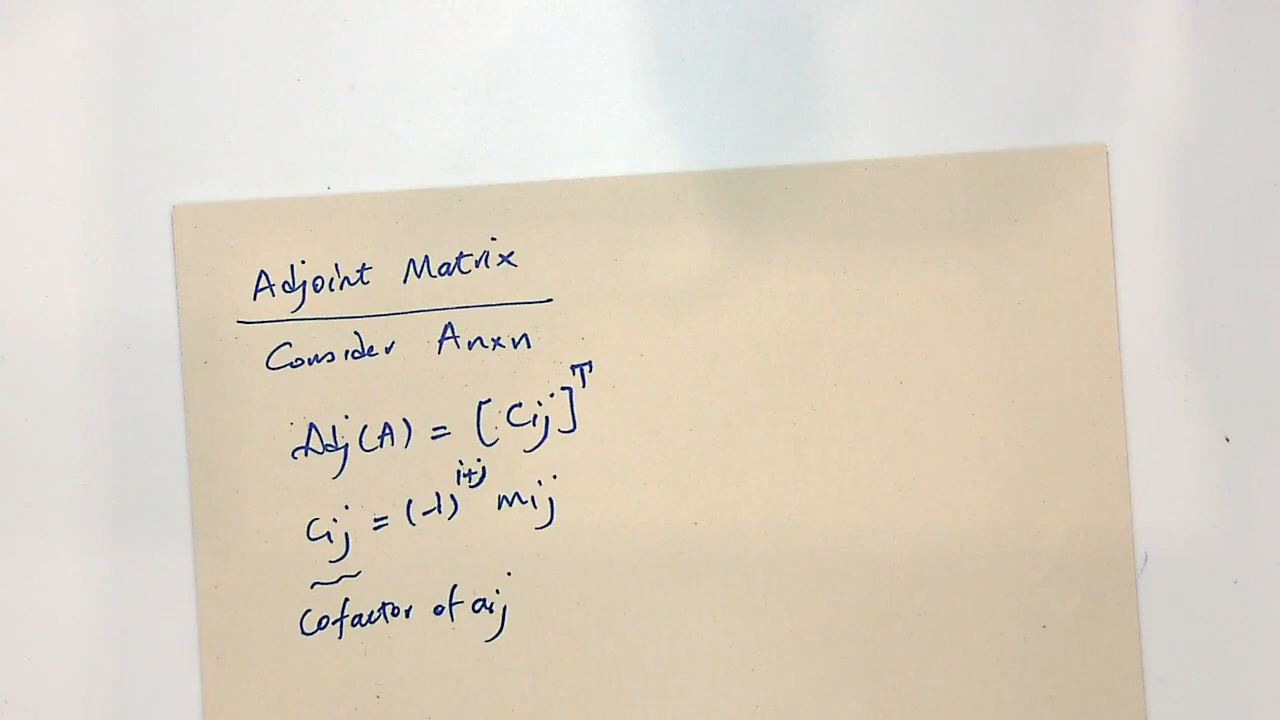 Adjoint Matrix
Consider Anxn
Adj(A) = [Cij]^T
Cij = (-1)^i+j mij
Cofactor of aij